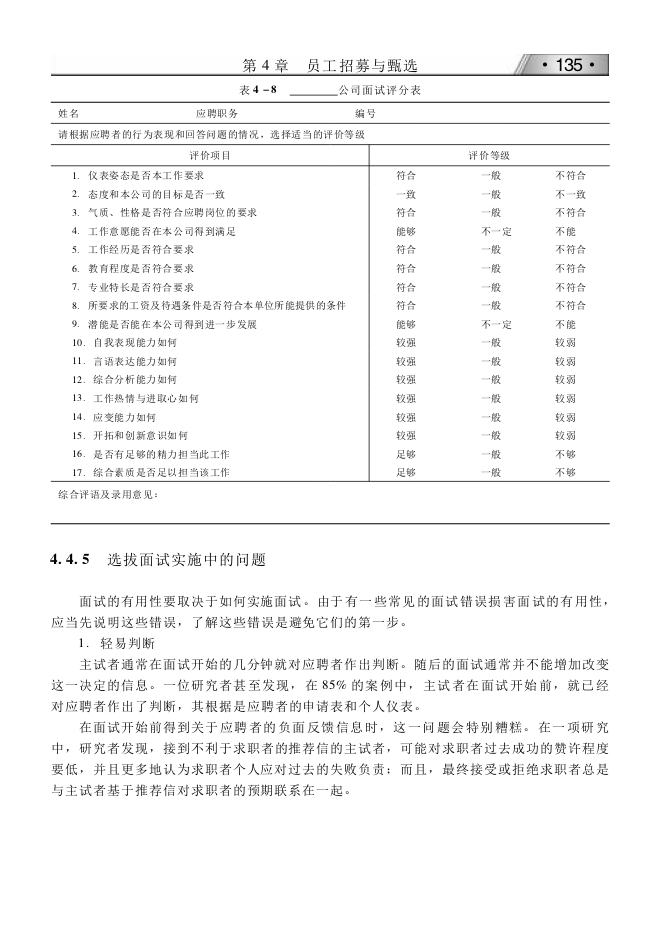 第 4 章　员工招募与甄选　· 135 ·
表 4 －8　________公司面试评分表
姓名　应聘职务　编号
请根据应聘者的行为表现和回答问题的情况，选择适当的评价等级
评价项目　评价等级
1. 仪表姿态是否本工作要求　符合　一般　不符合
2. 态度和本公司的目标是否一致　一致　一般　不一致
3. 气质、性格是否符合应聘岗位的要求　符合　一般　不符合
4. 工作意愿能否在本公司得到满足　能够　不一定　不能
5. 工作经历是否符合要求　符合　一般　不符合
6. 教育程度是否符合要求　符合　一般　不符合
7. 专业特长是否符合要求　符合　一般　不符合
8. 所要求的工资及待遇条件是否符合本单位所能提供的条件　符合　一般　不符合
9. 潜能是否能在本公司得到进一步发展　能够　不一定　不能
10. 自我表现能力如何　较强　一般　较弱
11. 言语表达能力如何　较强　一般　较弱
12. 综合分析能力如何　较强　一般　较弱
13. 工作热情与进取心如何　较强　一般　较弱
14. 应变能力如何　较强　一般　较弱
15. 开拓和创新意识如何　较强　一般　较弱
16. 是否有足够的精力担当此工作　足够　一般　不够
17. 综合素质是否足以担当该工作　足够　一般　不够
综合评语及录用意见：
4. 4. 5　选拔面试实施中的问题
面试的有用性要取决于如何实施面试。由于有一些常见的面试错误损害面试的有用性，
应当先说明这些错误，了解这些错误是避免它们的第一步。
1. 轻易判断
主试者通常在面试开始的几分钟就对应聘者作出判断。随后的面试通常并不能增加改变
这一决定的信息。一位研究者甚至发现，在 85% 的案例中，主试者在面试开始前，就已经
对应聘者作出了判断，其根据是应聘者的申请表和个人仪表。
在面试开始前得到关于应聘者的负面反馈信息时，这一问题会特别糟糕。在一项研究
中，研究者发现，接到不利于求职者的推荐信的主试者，可能对求职者过去成功的赞许程度
要低，并且更多地认为求职者个人应对过去的失败负责；而且，最终接受或拒绝求职者总是
与主试者基于推荐信对求职者的预期联系在一起。